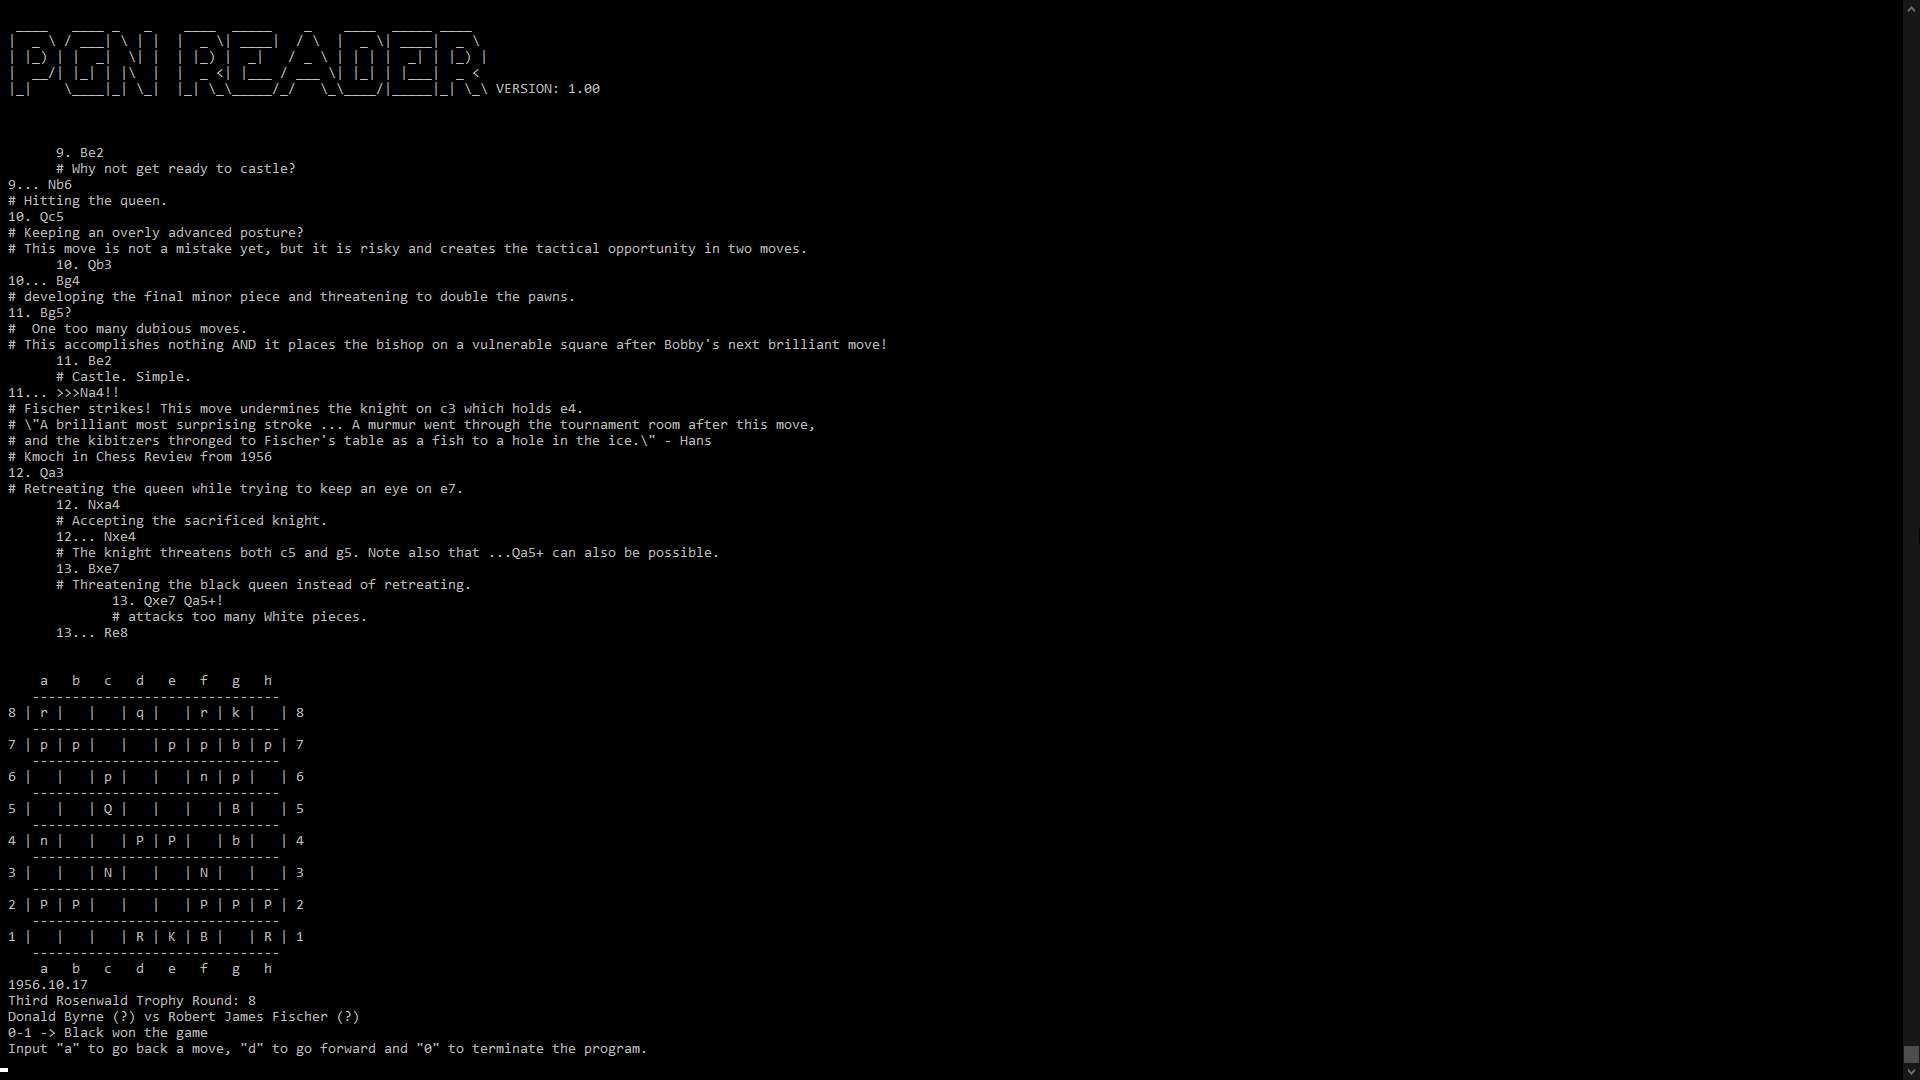 PGN READER VERSION: 1.00
9. Be2
# Why not get ready to castle?
9... Nb6
# Hitting the queen.
10. Qc5
# Keeping an overly advanced posture?
# This move is not a mistake yet, but it is risky and creates the tactical opportunity in two moves.
10. Qb3
10... Bg4
# developing the final minor piece and threatening to double the pawns.
11. Bg5?
#  One too many dubious moves.
# This accomplishes nothing AND it places the bishop on a vulnerable square after Bobby's next brilliant move!
11. Be2
# Castle. Simple.
11... >>>Na4!!
# Fischer strikes! This move undermines the knight on c3 which holds e4.
# \"A brilliant most surprising stroke ... A murmur went through the tournament room after this move,
# and the kibitzers thronged to Fischer's table as a fish to a hole in the ice.\" - Hans
# Kmoch in Chess Review from 1956
12. Qa3
# Retreating the queen while trying to keep an eye on e7.
12. Nxa4
# Accepting the sacrificed knight.
12... Nxe4
# The knight threatens both c5 and g5. Note also that ...Qa5+ can also be possible.
13. Bxe7
# Threatening the black queen instead of retreating.
13. Qxe7 Qa5+!
# attacks too many White pieces.
13... Re8
a   b   c   d   e   f   g   h
-------------------------------
8 | r |   |   | q |   | r | k |   | 8
-------------------------------
7 | p | p |   |   | p | p | b | p | 7
-------------------------------
6 |   |   | p |   |   | n | p |   | 6
-------------------------------
5 |   |   | Q |   |   |   | B |   | 5
-------------------------------
4 | n |   |   | P | P |   | b |   | 4
-------------------------------
3 |   |   | N |   |   | N |   |   | 3
-------------------------------
2 | P | P |   |   |   | P | P | P | 2
-------------------------------
1 |   |   |   | R | K | B |   | R | 1
-------------------------------
a   b   c   d   e   f   g   h
1956.10.17
Third Rosenwald Trophy Round: 8
Donald Byrne (?) vs Robert James Fischer (?)
0-1 -> Black won the game
Input "a" to go back a move, "d" to go forward and "0" to terminate the program.